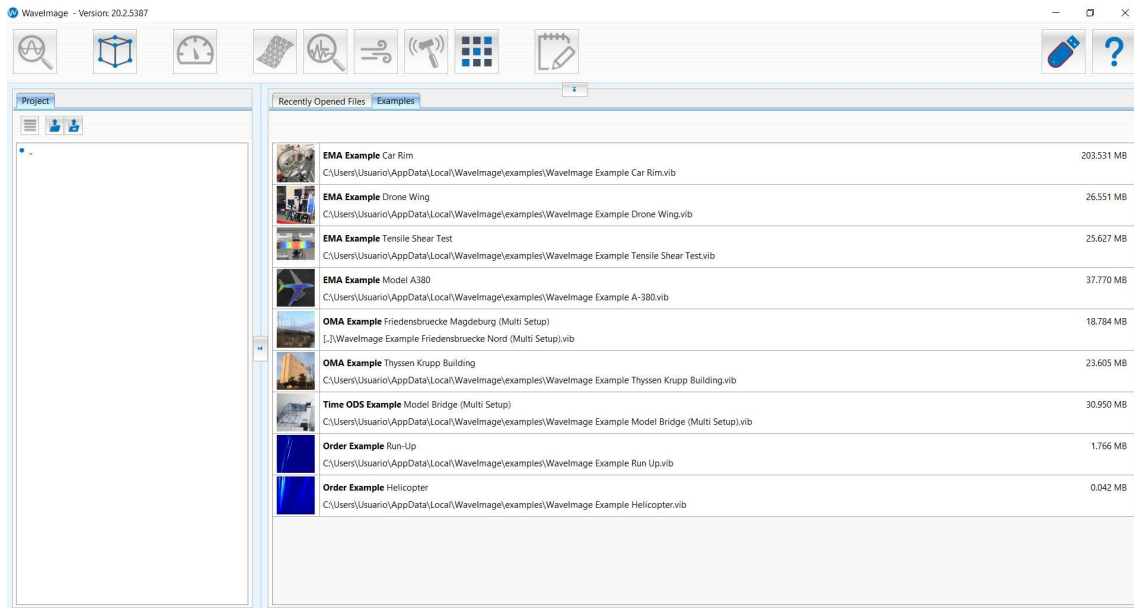 WaveImage - Version: 20.2.5387
Project
Recently Opened Files Examples
..
EMA Example Car Rim 203.531 MB
C:\Users\Usuario\AppData\Local\WaveImage\examples\WaveImage Example Car Rim.vib
EMA Example Drone Wing 26.551 MB
C:\Users\Usuario\AppData\Local\WaveImage\examples\WaveImage Example Drone Wing.vib
EMA Example Tensile Shear Test 25.627 MB
C:\Users\Usuario\AppData\Local\WaveImage\examples\WaveImage Example Tensile Shear Test.vib
EMA Example Model A380 37.770 MB
C:\Users\Usuario\AppData\Local\WaveImage\examples\WaveImage Example A-380.vib
OMA Example Friedensbruecke Magdeburg (Multi Setup) 18.784 MB
[..]\WaveImage Example Friedensbruecke Nord (Multi Setup).vib
OMA Example Thyssen Krupp Building 23.605 MB
C:\Users\Usuario\AppData\Local\WaveImage\examples\WaveImage Example Thyssen Krupp Building.vib
Time ODS Example Model Bridge (Multi Setup) 30.950 MB
C:\Users\Usuario\AppData\Local\WaveImage\examples\WaveImage Example Model Bridge (Multi Setup).vib
Order Example Run-Up 1.766 MB
C:\Users\Usuario\AppData\Local\WaveImage\examples\WaveImage Example Run Up.vib
Order Example Helicopter 0.042 MB
C:\Users\Usuario\AppData\Local\WaveImage\examples\WaveImage Example Helicopter.vib